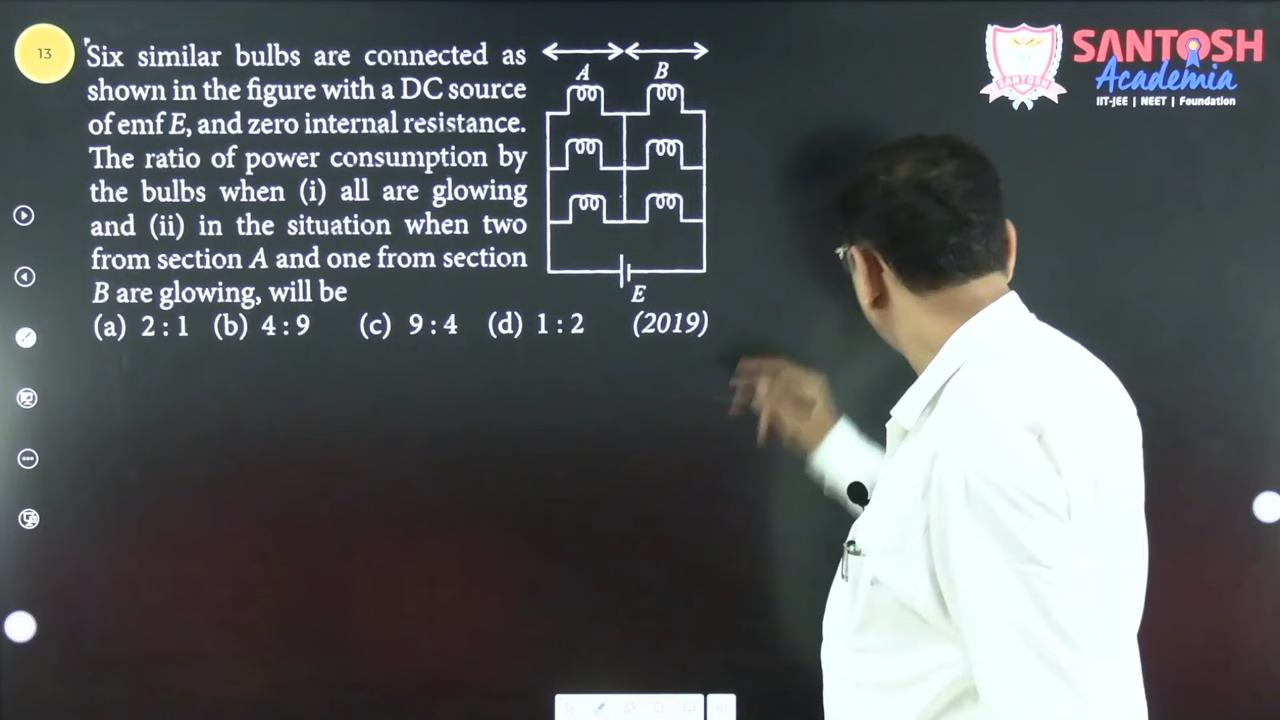 13
Six similar bulbs are connected as
shown in the figure with a DC source
of emf E, and zero internal resistance.
The ratio of power consumption by
the bulbs when (i) all are glowing
and (ii) in the situation when two
from section A and one from section
B are glowing, will be
(a) 2 : 1 (b) 4 : 9 (c) 9 : 4 (d) 1 : 2 (2019)
A B
E
SANTOSH
SANTOSH
Academia
IIT-JEE | NEET | Foundation